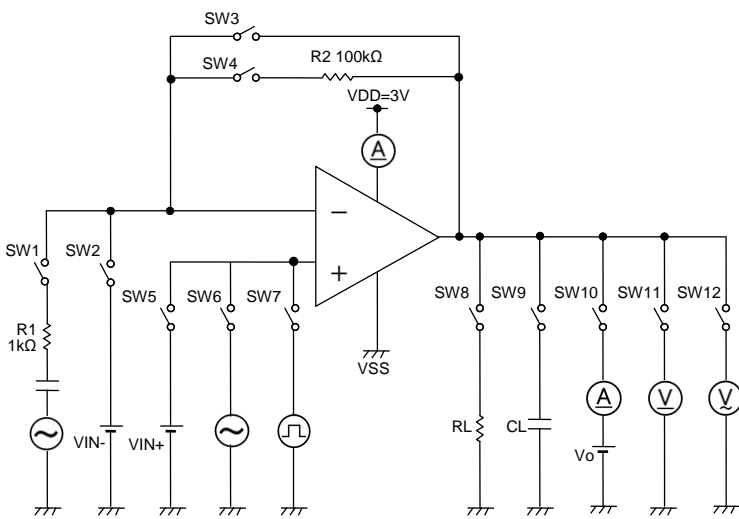 SW3
SW4
R2 100kΩ
VDD=3V
A
−
+
SW1
SW2
SW5
SW6
SW7
SW8
SW9
SW10
SW11
SW12
R1
1kΩ
VSS
VIN-
VIN+
RL
CL
A
V
V
Vo